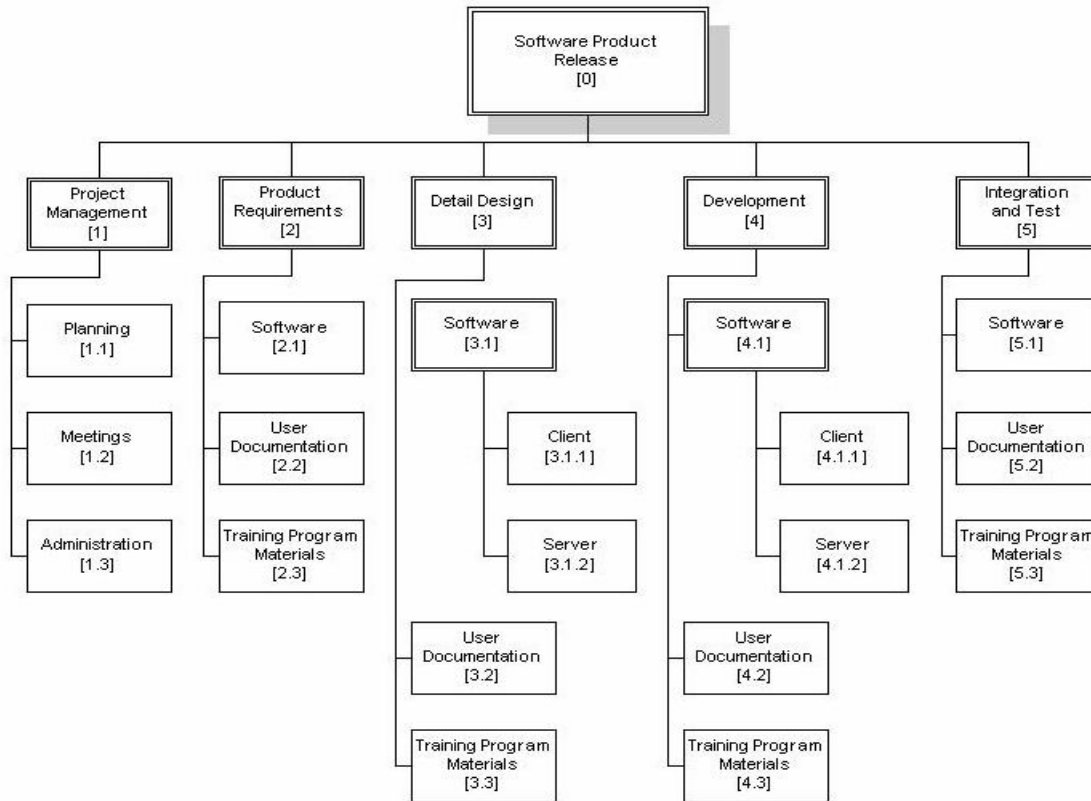 Software Product
Release
[0]
Project
Management
[1]
Product
Requirements
[2]
Detail Design
[3]
Development
[4]
Integration
and Test
[5]
Planning
[1.1]
Software
[2.1]
Software
[3.1]
Software
[4.1]
Software
[5.1]
Meetings
[1.2]
User
Documentation
[2.2]
Client
[3.1.1]
Client
[4.1.1]
User
Documentation
[5.2]
Administration
[1.3]
Training Program
Materials
[2.3]
Server
[3.1.2]
Server
[4.1.2]
Training Program
Materials
[5.3]
User
Documentation
[3.2]
User
Documentation
[4.2]
Training Program
Materials
[3.3]
Training Program
Materials
[4.3]